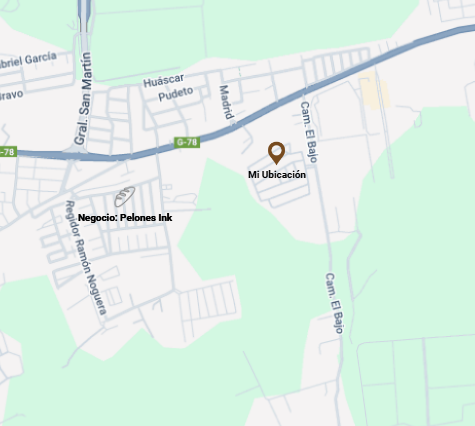 briel García
Bravo
Gral. San Martín
Huáscar
Pudeto
Madrid
Cam. El Bajo
G-78
-78
Mi Ubicación
Negocio: Pelones Ink
Regidor Ramón Noguera
Cam. El Bajo